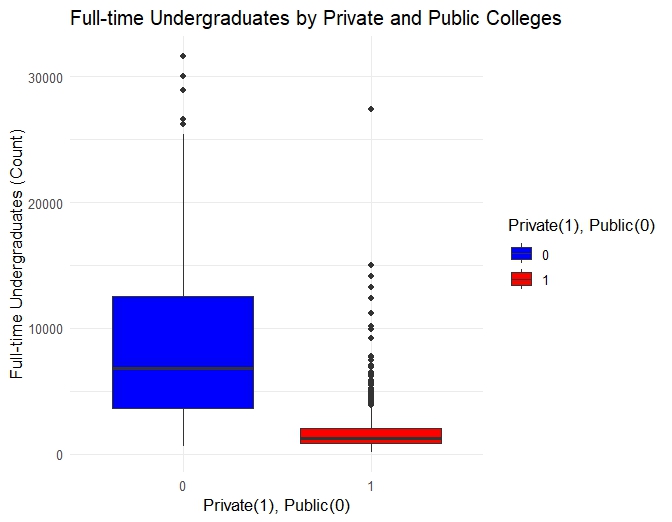 Full-time Undergraduates by Private and Public Colleges
Full-time Undergraduates (Count)
30000
20000
10000
0
0
1
Private(1), Public(0)
Private(1), Public(0)
0
1